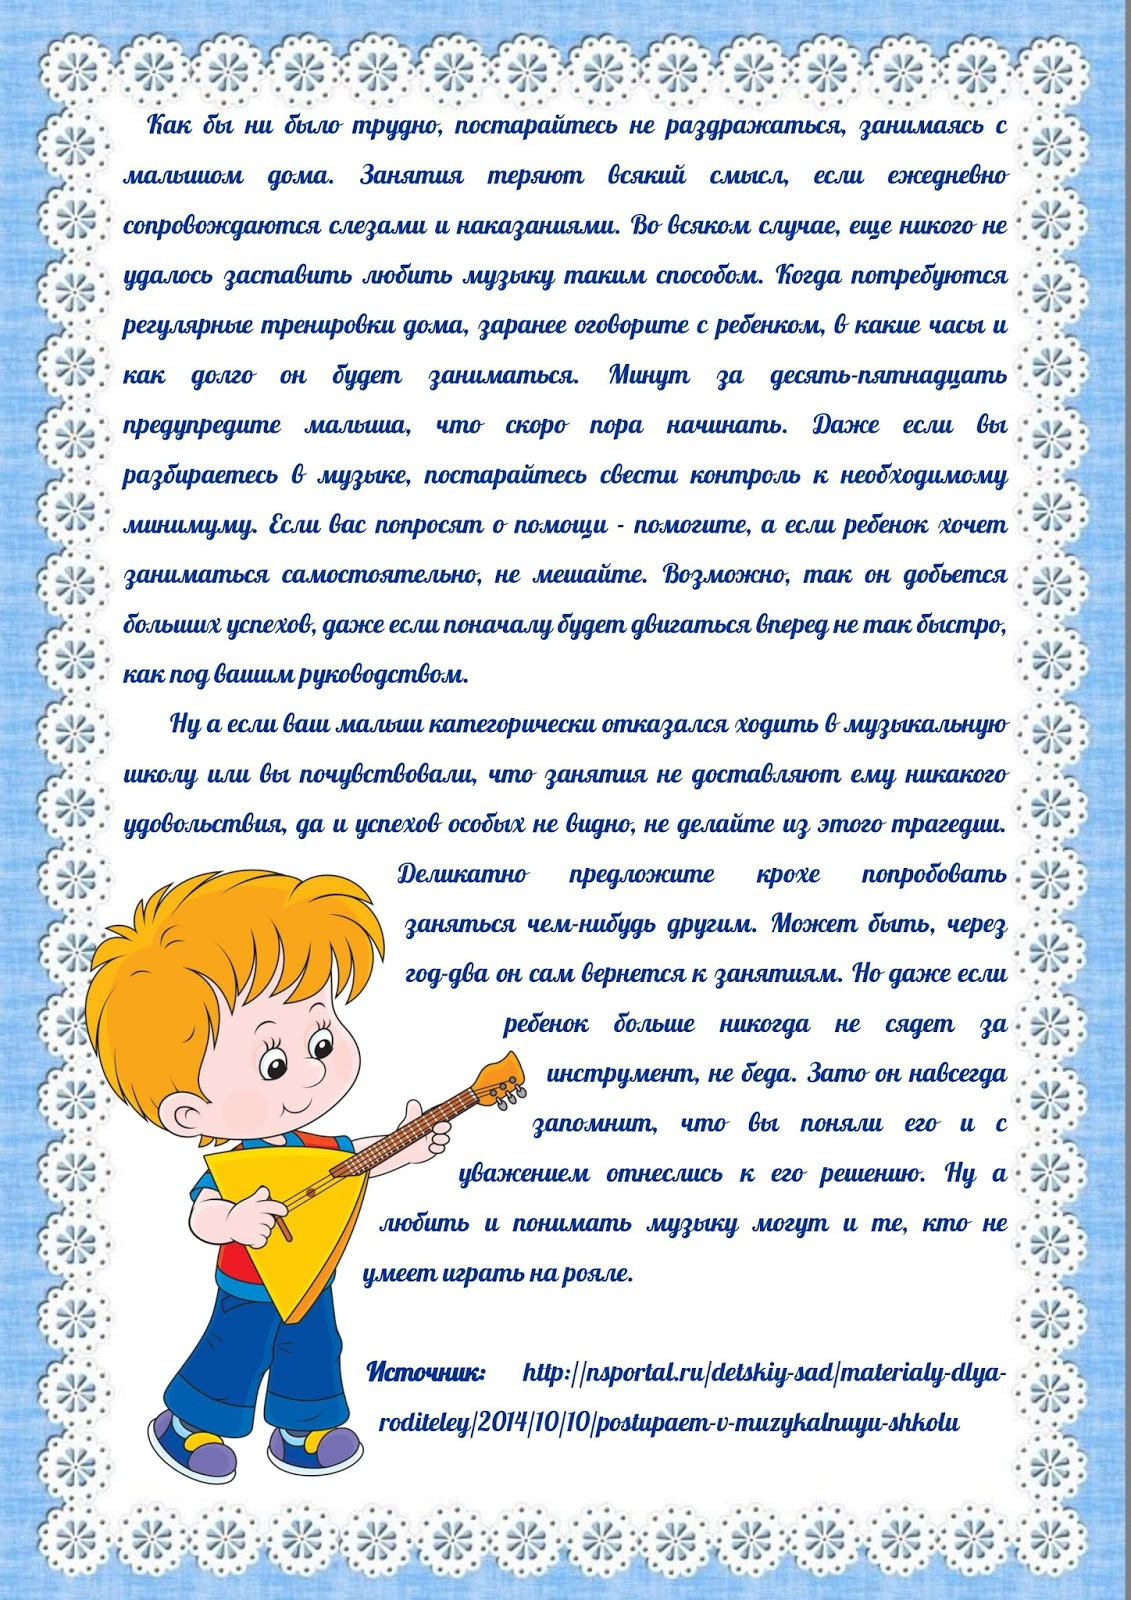 Как бы ни было трудно, постарайтесь не раздражаться, занимаясь с
малышом дома. Занятия теряют всякий смысл, если ежедневно
сопровождаются слезами и наказаниями. Во всяком случае, еще никого не
удалось заставить любить музыку таким способом. Когда потребуются
регулярные тренировки дома, заранее оговорите с ребенком, в какие часы и
как долго он будет заниматься. Минут за десять-пятнадцать
предупредите малыша, что скоро пора начинать. Даже если вы
разбираетесь в музыке, постарайтесь свести контроль к необходимому
минимуму. Если вас попросят о помощи - помогите, а если ребенок хочет
заниматься самостоятельно, не мешайте. Возможно, так он добьется
больших успехов, даже если поначалу будет двигаться вперед не так быстро,
как под вашим руководством.
Ну а если ваш малыш категорически отказался ходить в музыкальную
школу или вы почувствовали, что занятия не доставляют ему никакого
удовольствия, да и успехов особых не видно, не делайте из этого трагедии.
Деликатно предложите крохе попробовать
заняться чем-нибудь другим. Может быть, через
год-два он сам вернется к занятиям. Но даже если
ребенок больше никогда не сядет за
инструмент, не беда. Зато он навсегда
запомнит, что вы поняли его и с
уважением отнеслись к его решению. Ну а
любить и понимать музыку могут и те, кто не
умеет играть на рояле.
Источник: http://nsportal.ru/detskiy-sad/materialy-dlya-
roditeley/2014/10/10/postupaem-v-muzykalnuyu-shkolu